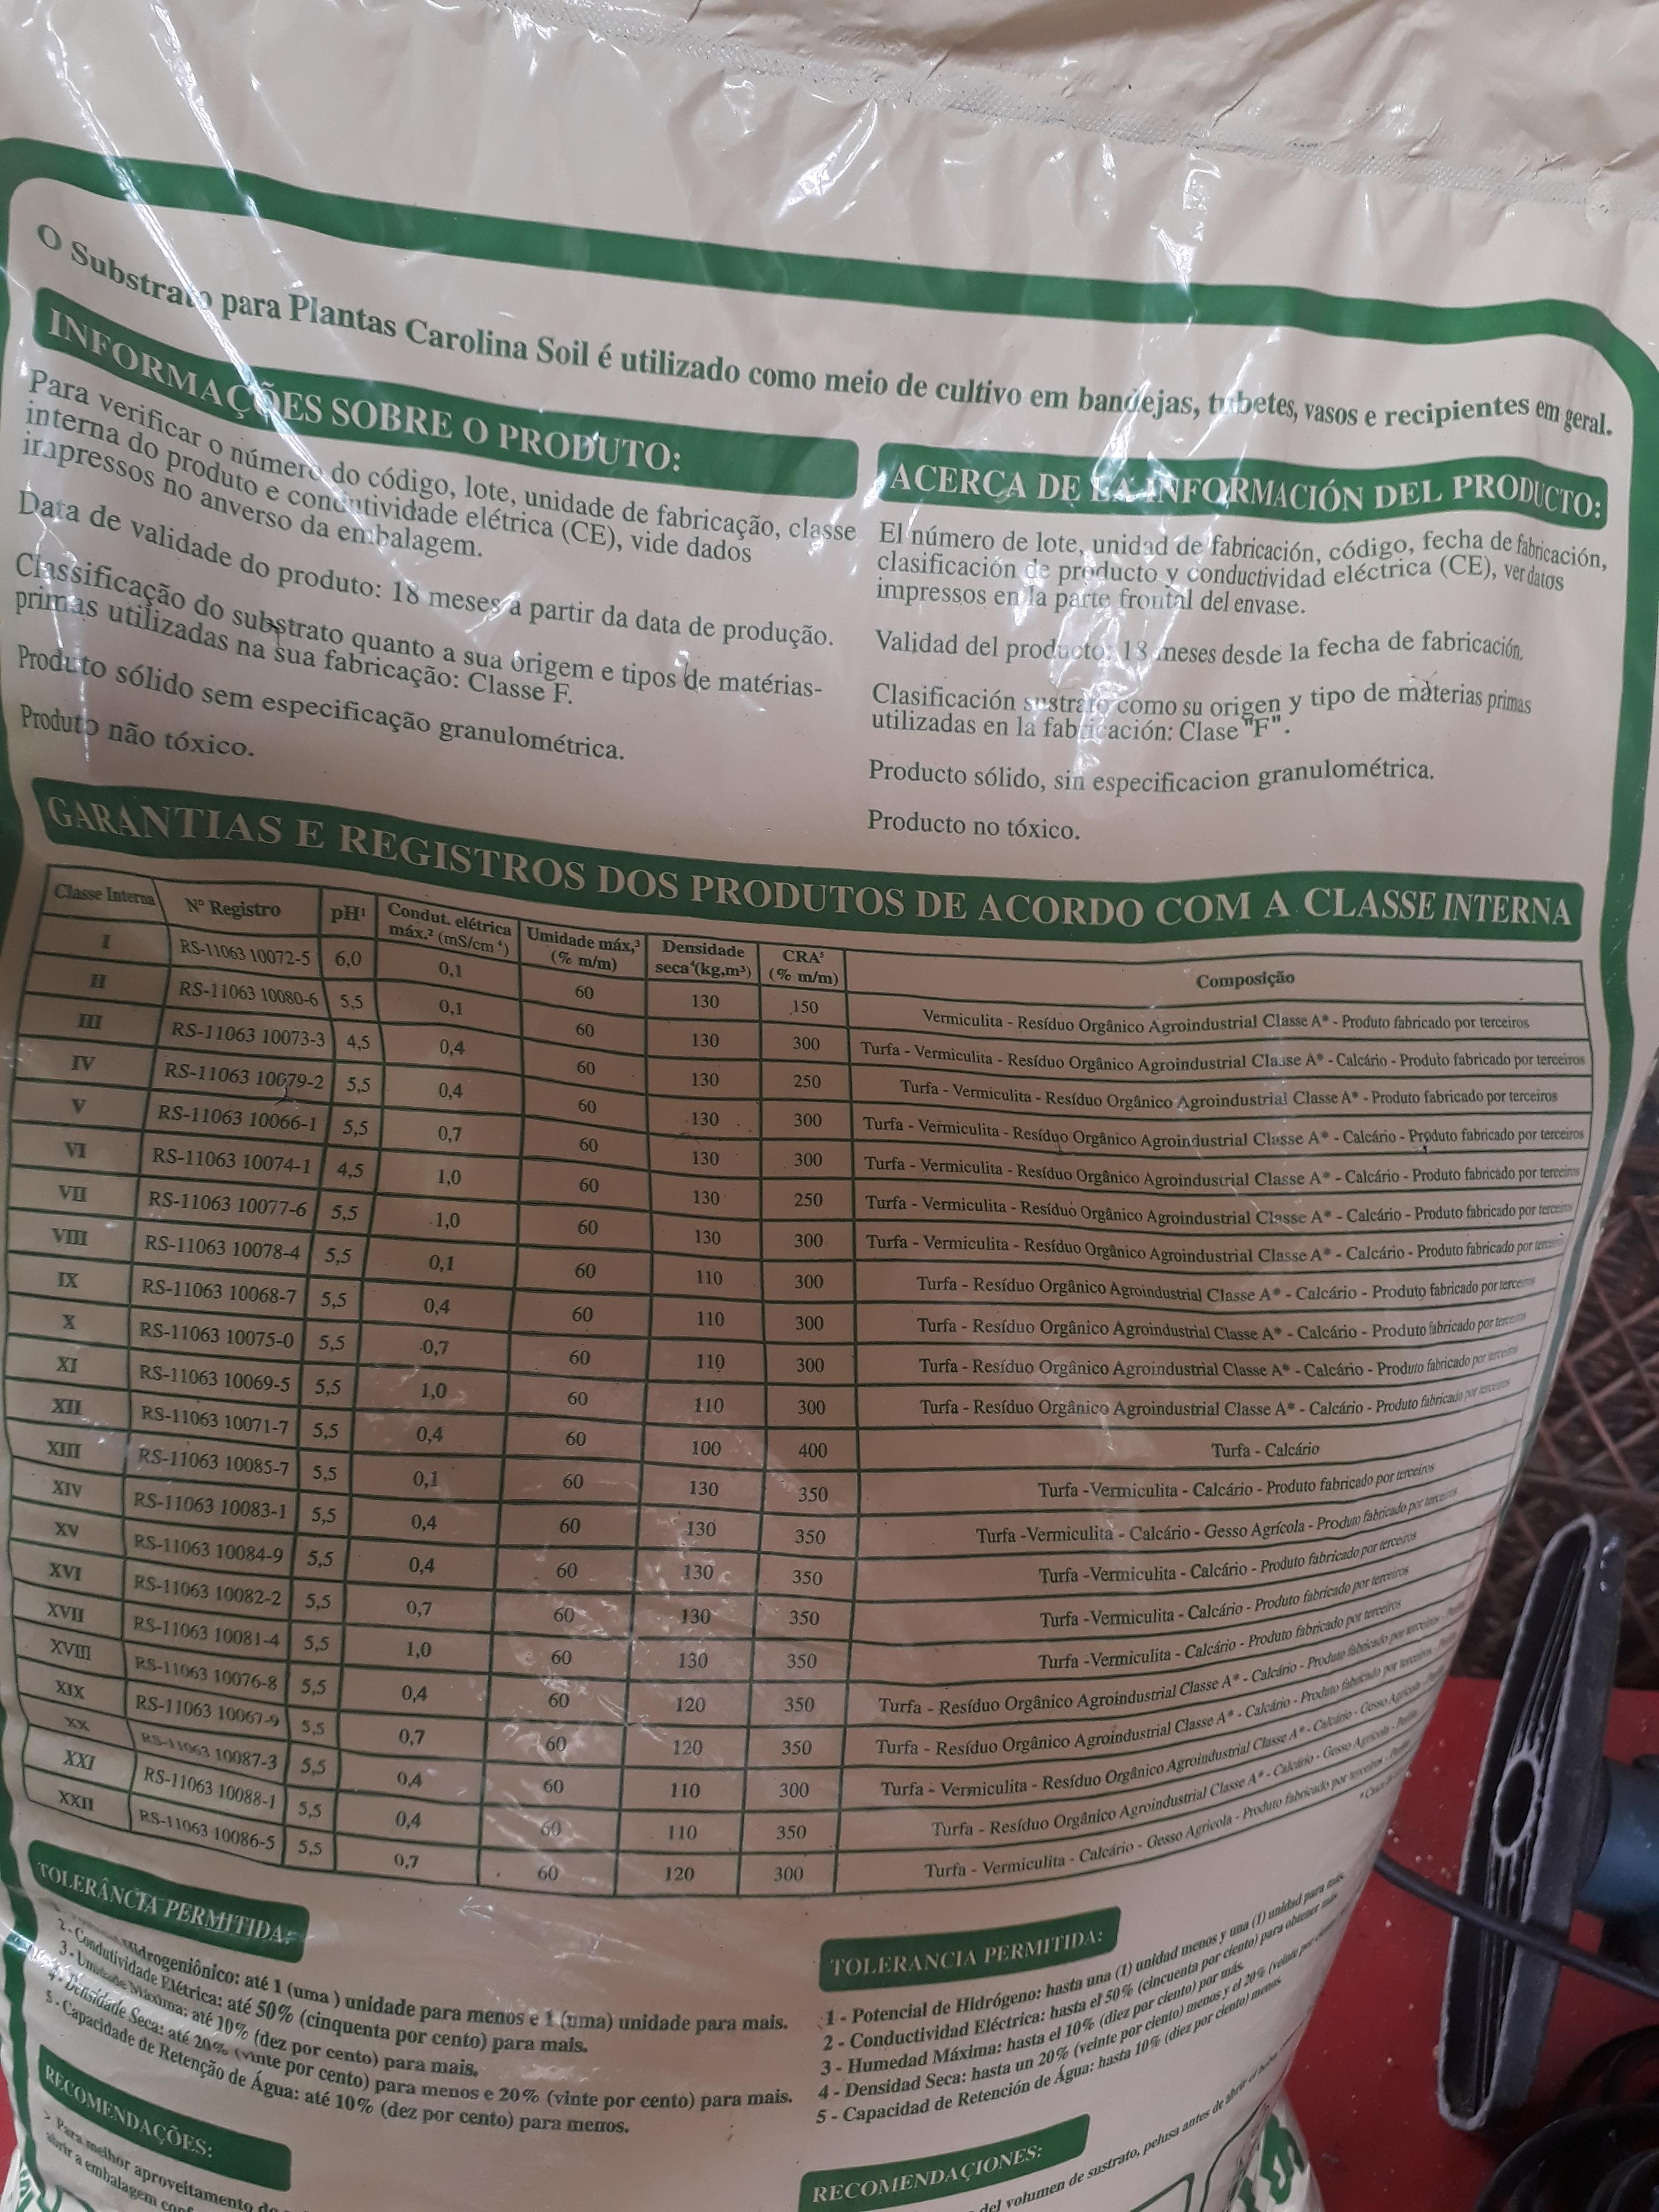 O Substrato para Plantas Carolina Soil é utilizado como meio de cultivo em bandejas, tubetes, vasos e recipientes em geral.
INFORMAÇÕES SOBRE O PRODUTO:
Para verificar o número do código, lote, unidade de fabricação, classe
interna do produto e condutividade elétrica (CE), vide dados
impressos no anverso da embalagem.
Data de validade do produto: 18 meses a partir da data de produção.
Classificação do substrato quanto a sua origem e tipos de matérias-
primas utilizadas na sua fabricação: Classe F.
Produto sólido sem especificação granulométrica.
Produto não tóxico.
ACERCA DE LA INFORMACIÓN DEL PRODUCTO:
El número de lote, unidad de fabricación, código, fecha de fabricación,
clasificación de producto y conductividad eléctrica (CE), ver datos
impressos en la parte frontal del envase.
Validad del producto: 18 meses desde la fecha de fabricación.
Clasificación sustrato como su origen y tipo de materias primas
utilizadas en la fabricación: Clase "F".
Producto sólido, sin especificacion granulométrica.
Producto no tóxico.
GARANTIAS E REGISTROS DOS PRODUTOS DE ACORDO COM A CLASSE INTERNA
Classe Interna Nº Registro pH¹ Condut. elétrica máx.² (mS/cm⁻¹) Umidade máx,³ (% m/m) Densidade seca⁴(kg,m³) CRA⁵ (% m/m) Composição
I RS-11063 10072-5 6,0 0,1 60 130 150 Vermiculita - Resíduo Orgânico Agroindustrial Classe A* - Produto fabricado por terceiros
II RS-11063 10080-6 5,5 0,1 60 130 300 Turfa - Vermiculita - Resíduo Orgânico Agroindustrial Classe A* - Calcário - Produto fabricado por terceiros
III RS-11063 10073-3 4,5 0,4 60 130 250 Turfa - Vermiculita - Resíduo Orgânico Agroindustrial Classe A* - Produto fabricado por terceiros
IV RS-11063 10079-2 5,5 0,4 60 130 300 Turfa - Vermiculita - Resíduo Orgânico Agroindustrial Classe A* - Calcário - Produto fabricado por terceiros
V RS-11063 10066-1 5,5 0,7 60 130 300 Turfa - Vermiculita - Resíduo Orgânico Agroindustrial Classe A* - Calcário - Produto fabricado por terceiros
VI RS-11063 10074-1 4,5 1,0 60 130 250 Turfa - Vermiculita - Resíduo Orgânico Agroindustrial Classe A* - Calcário - Produto fabricado por terceiros
VII RS-11063 10077-6 5,5 1,0 60 130 300 Turfa - Vermiculita - Resíduo Orgânico Agroindustrial Classe A* - Calcário - Produto fabricado por terceiros
VIII RS-11063 10078-4 5,5 0,1 60 110 300 Turfa - Resíduo Orgânico Agroindustrial Classe A* - Calcário - Produto fabricado por terceiros
IX RS-11063 10068-7 5,5 0,4 60 110 300 Turfa - Resíduo Orgânico Agroindustrial Classe A* - Calcário - Produto fabricado por terceiros
X RS-11063 10075-0 5,5 0,7 60 110 300 Turfa - Resíduo Orgânico Agroindustrial Classe A* - Calcário - Produto fabricado por terceiros
XI RS-11063 10069-5 5,5 1,0 60 110 300 Turfa - Resíduo Orgânico Agroindustrial Classe A* - Calcário - Produto fabricado por terceiros
XII RS-11063 10071-7 5,5 0,4 60 100 400 Turfa - Calcário
XIII RS-11063 10085-7 5,5 0,1 60 130 350 Turfa -Vermiculita - Calcário - Produto fabricado por terceiros
XIV RS-11063 10083-1 5,5 0,4 60 130 350 Turfa -Vermiculita - Calcário - Gesso Agrícola - Produto fabricado por terceiros
XV RS-11063 10084-9 5,5 0,4 60 130 350 Turfa -Vermiculita - Calcário - Produto fabricado por terceiros
XVI RS-11063 10082-2 5,5 0,7 60 130 350 Turfa -Vermiculita - Calcário - Produto fabricado por terceiros
XVII RS-11063 10081-4 5,5 1,0 60 130 350 Turfa -Vermiculita - Calcário - Produto fabricado por terceiros
XVIII RS-11063 10076-8 5,5 0,4 60 120 350 Turfa - Resíduo Orgânico Agroindustrial Classe A* - Calcário - Produto fabricado por terceiros
XIX RS-11063 10067-9 5,5 0,7 60 120 350 Turfa - Resíduo Orgânico Agroindustrial Classe A* - Calcário - Produto fabricado por terceiros
XX RS-11063 10087-3 5,5 0,4 60 110 300 Turfa - Vermiculita - Resíduo Orgânico Agroindustrial Classe A* - Calcário - Gesso Agrícola
XXI RS-11063 10088-1 5,5 0,4 60 110 350 Turfa - Resíduo Orgânico Agroindustrial Classe A* - Calcário - Gesso Agrícola
XXII RS-11063 10086-5 5,5 0,7 60 120 300 Turfa - Vermiculita - Calcário - Gesso Agrícola - Produto fabricado por terceiros
TOLERÂNCIA PERMITIDA:
Hidrogeniônico: até 1 (uma ) unidade para menos e 1 (uma) unidade para mais.
2 - Condutividade Elétrica: até 50% (cinquenta por cento) para mais.
3 - Umidade Máxima: até 10% (dez por cento) para mais.
4 - Densidade Seca: até 20% (vinte por cento) para menos e 20% (vinte por cento) para mais.
5 - Capacidade de Retenção de Água: até 10% (dez por cento) para menos.
TOLERANCIA PERMITIDA:
1 - Potencial de Hidrógeno: hasta una (1) unidad menos y una (1) unidad para más.
2 - Conductividad Eléctrica: hasta el 50% (cincuenta por ciento) para obtener más.
3 - Humedad Máxima: hasta el 10% (diez por ciento) por más.
4 - Densidad Seca: hasta un 20% (veinte por ciento) menos y el 20% (veinte por
5 - Capacidad de Retención de Água: hasta 10% (diez por ciento) menos.
RECOMENDAÇÕES:
> Para melhor aproveitamento do
abrir a embalagem
RECOMENDAÇIONES:
del volumen de sustrato, pelusa antes de abrir el